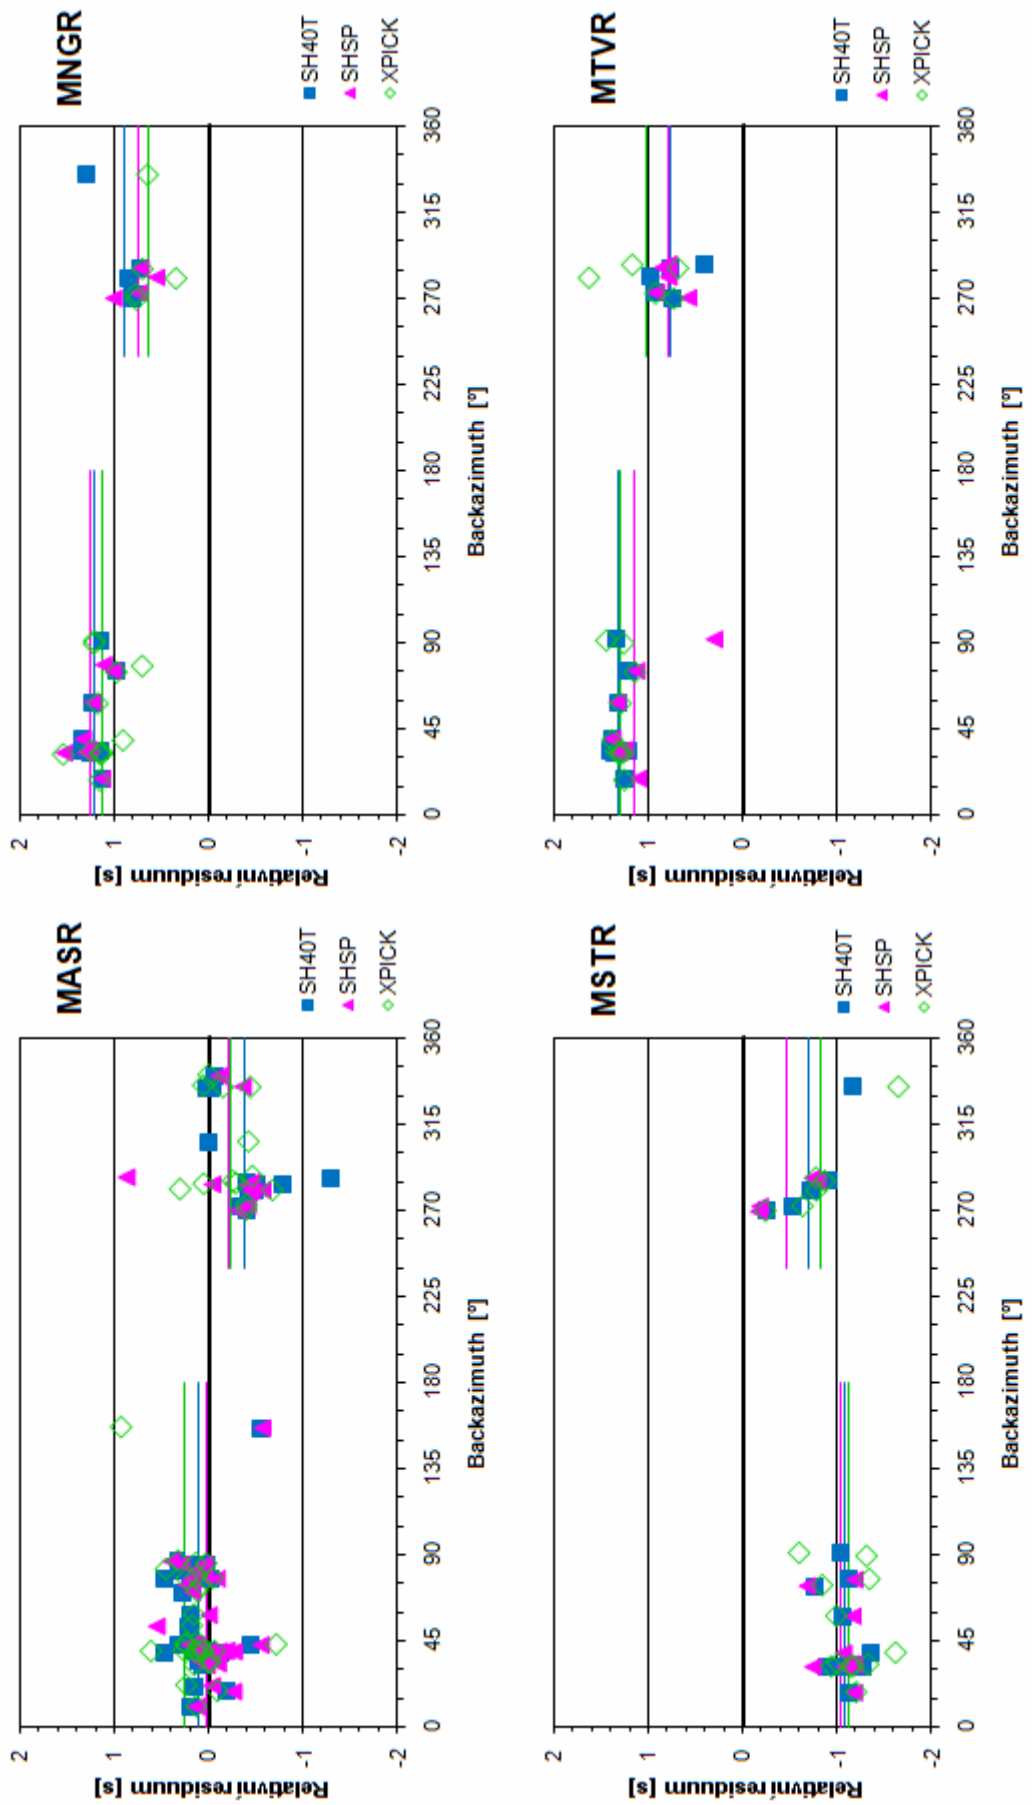 MASR
2
1
0
-1
-2
Relativní residuum [s]
0
45
90
135
180
225
270
315
360
Backazimuth [°]
SH40T
SHSP
XPICK
MNGR
2
1
0
-1
-2
Relativní residuum [s]
0
45
90
135
180
225
270
315
360
Backazimuth [°]
SH40T
SHSP
XPICK
MSTR
2
1
0
-1
-2
Relativní residuum [s]
0
45
90
135
180
225
270
315
360
Backazimuth [°]
SH40T
SHSP
XPICK
MTVR
2
1
0
-1
-2
Relativní residuum [s]
0
45
90
135
180
225
270
315
360
Backazimuth [°]
SH40T
SHSP
XPICK